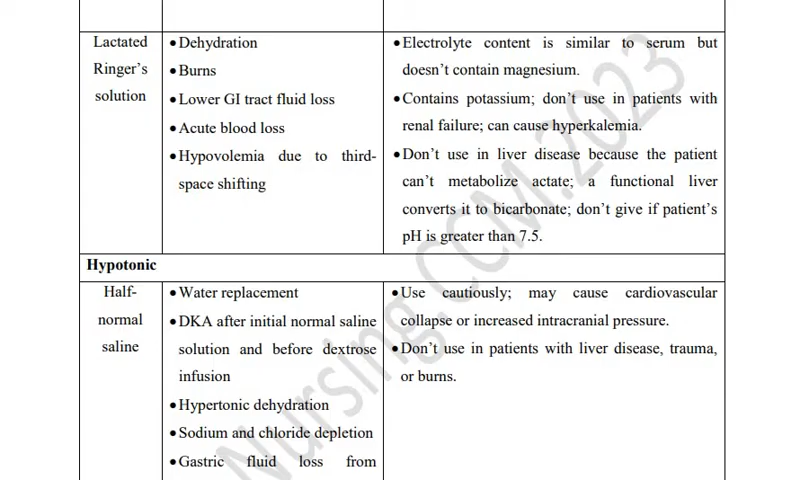 Lactated
Ringer's
solution
• Dehydration
• Burns
• Lower GI tract fluid loss
• Acute blood loss
• Hypovolemia due to third-
space shifting
• Electrolyte content is similar to serum but
doesn't contain magnesium.
• Contains potassium; don't use in patients with
renal failure; can cause hyperkalemia.
• Don't use in liver disease because the patient
can't metabolize actate; a functional liver
converts it to bicarbonate; don't give if patient's
pH is greater than 7.5.
Hypotonic
Half-
normal
saline
• Water replacement
• DKA after initial normal saline
solution and before dextrose
infusion
• Hypertonic dehydration
• Sodium and chloride depletion
• Gastric fluid loss from
• Use cautiously; may cause cardiovascular
collapse or increased intracranial pressure.
• Don't use in patients with liver disease, trauma,
or burns.
Nursing.CCM.2023